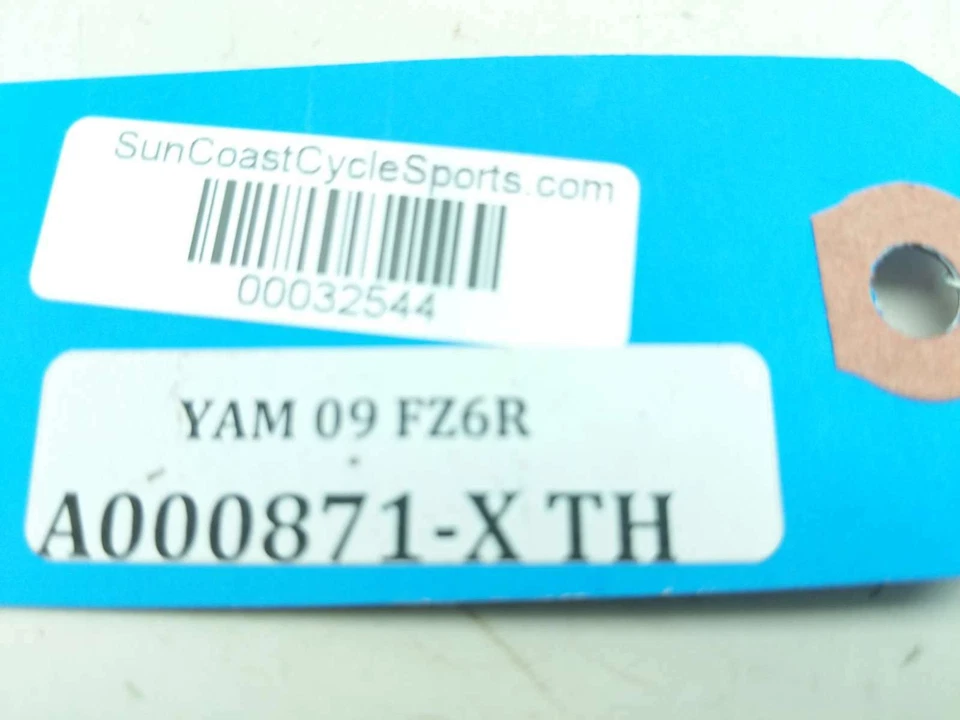 SunCoastCycleSports.com
00032544
YAM 09 FZ6R
A000871-X TH